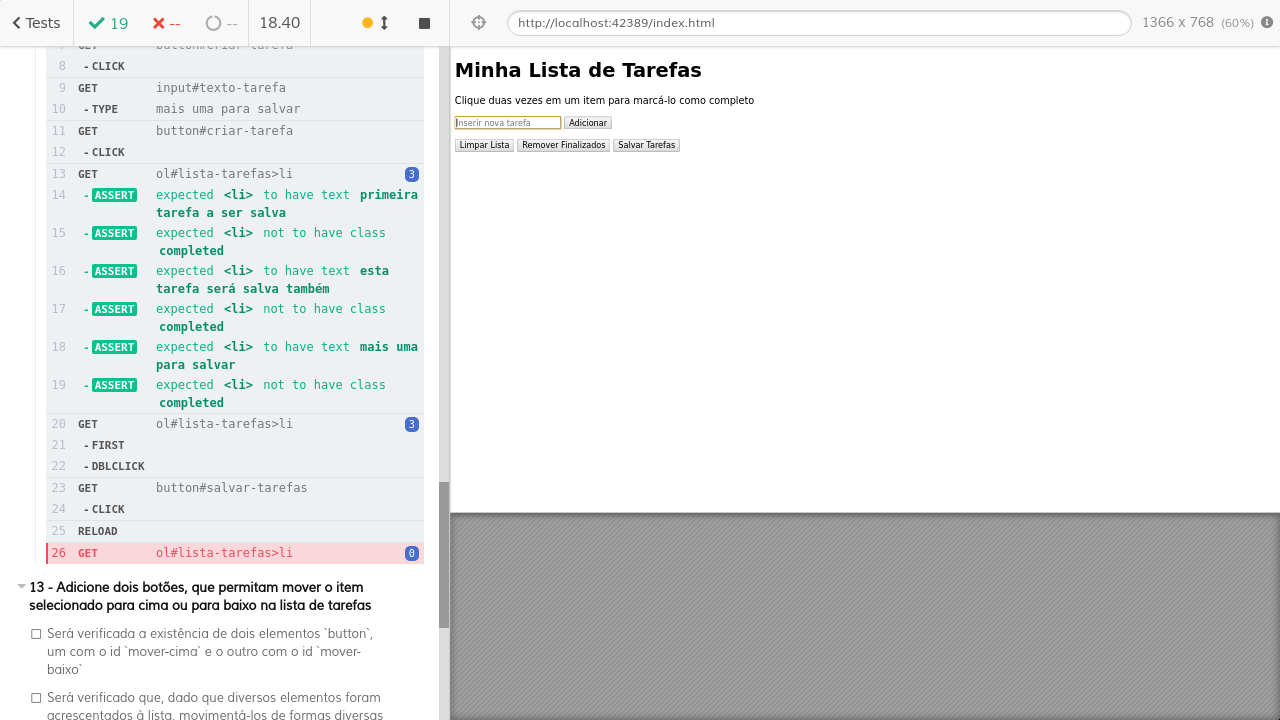 Tests
19
--
--
18.40
http://localhost:42389/index.html
1366 x 768 (60%)
7 GET button#criar-tarefa
8 -CLICK
9 GET input#texto-tarefa
10 -TYPE mais uma para salvar
11 GET button#criar-tarefa
12 -CLICK
13 GET ol#lista-tarefas>li 3
14 -ASSERT expected <li> to have text primeira
tarefa a ser salva
15 -ASSERT expected <li> not to have class
completed
16 -ASSERT expected <li> to have text esta
tarefa será salva também
17 -ASSERT expected <li> not to have class
completed
18 -ASSERT expected <li> to have text mais uma
para salvar
19 -ASSERT expected <li> not to have class
completed
20 GET ol#lista-tarefas>li 3
21 -FIRST
22 -DBLCLICK
23 GET button#salvar-tarefas
24 -CLICK
25 RELOAD
26 GET ol#lista-tarefas>li 0
13 - Adicione dois botões, que permitam mover o item
selecionado para cima ou para baixo na lista de tarefas
Será verificada a existência de dois elementos `button`,
um com o id `mover-cima` e o outro com o id `mover-
baixo`
Será verificado que, dado que diversos elementos foram
acrescentados à lista, movimentá-los de formas diversas
Minha Lista de Tarefas
Clique duas vezes em um item para marcá-lo como completo
Inserir nova tarefa Adicionar
Limpar Lista Remover Finalizados Salvar Tarefas